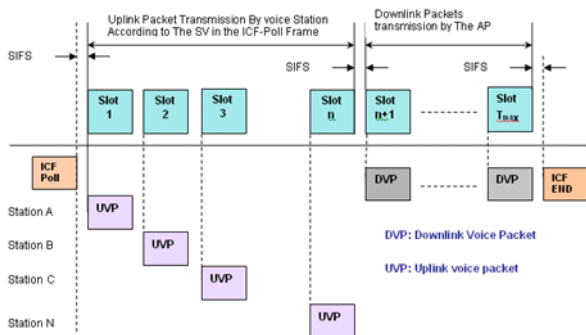 Uplink Packet Transmission By voice Station
According to The SV in the ICF-Poll Frame
Downlink Packets
transmission by The AP
SIFS
SIFS
SIFS
Slot
1
Slot
2
Slot
3
Slot
n
Slot
n+1
Slot
Tmax
ICF
Poll
DVP
DVP
ICF
END
Station A
UVP
Station B
UVP
DVP: Downlink Voice Packet
Station C
UVP
UVP: Uplink voice packet
Station N
UVP